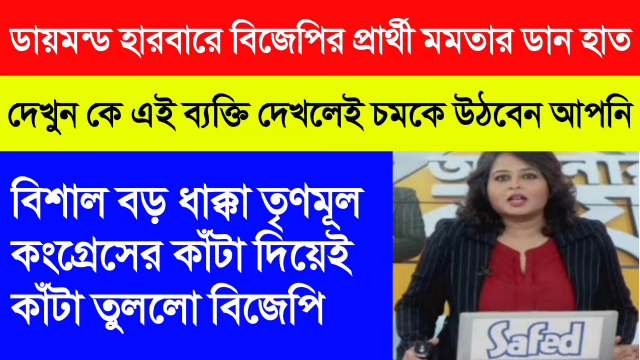 ডায়মন্ড হারবারে বিজেপির প্রার্থী মমতার ডান হাত
দেখুন কে এই ব্যক্তি দেখলেই চমকে উঠবেন আপনি
বিশাল বড় ধাক্কা তৃণমূল
কংগ্রেসের কাঁটা দিয়েই
কাঁটা তুললো বিজেপি
Safed